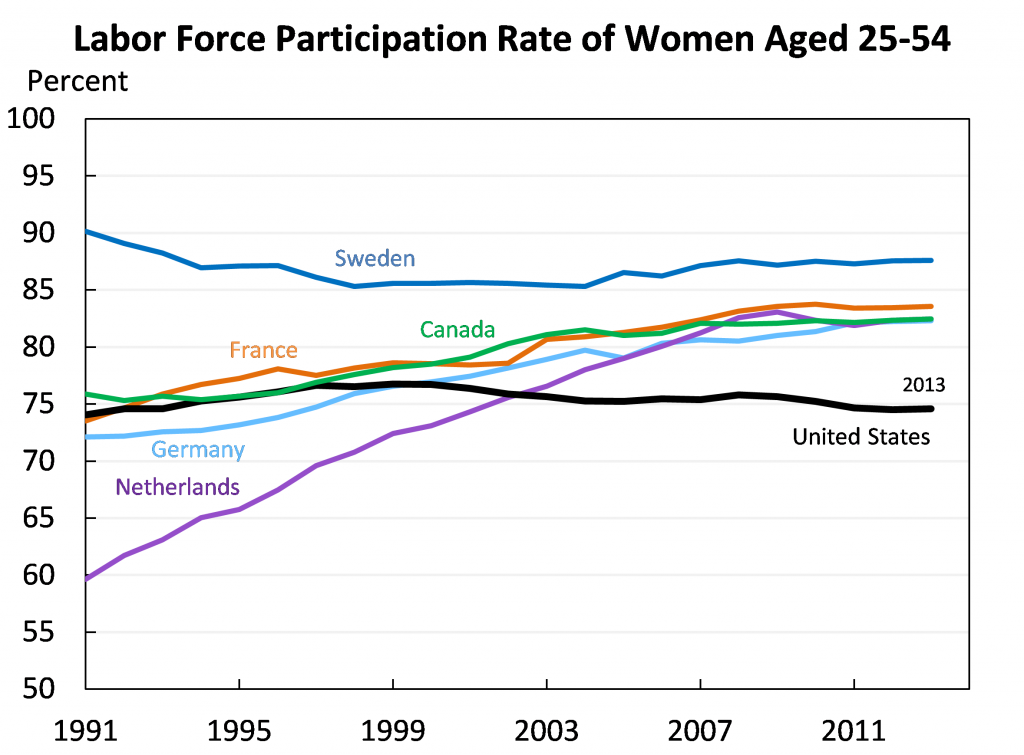 Labor Force Participation Rate of Women Aged 25-54
Percent
100
95
90
Sweden
85
Canada
80
France
2013
75
United States
Germany
70
Netherlands
65
60
55
50
1991 1995 1999 2003 2007 2011